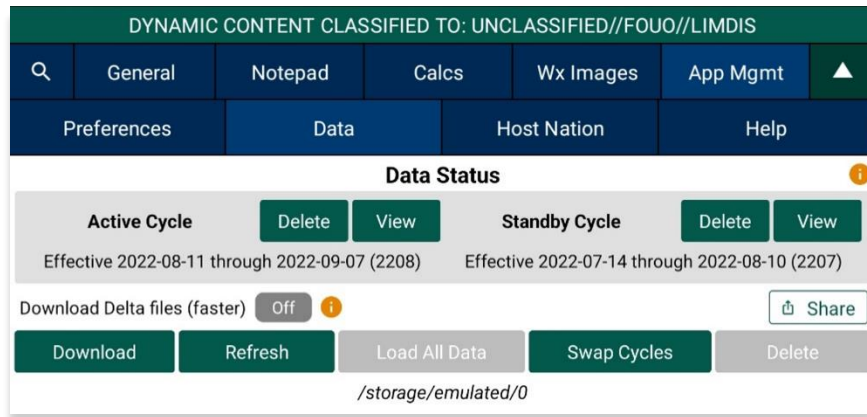 DYNAMIC CONTENT CLASSIFIED TO: UNCLASSIFIED//FOUO//LIMDIS
General Notepad Calcs Wx Images App Mgmt
Preferences Data Host Nation Help
Data Status
Active Cycle Delete View Standby Cycle Delete View
Effective 2022-08-11 through 2022-09-07 (2208) Effective 2022-07-14 through 2022-08-10 (2207)
Download Delta files (faster) Off Share
Download Refresh Load All Data Swap Cycles Delete
/storage/emulated/0